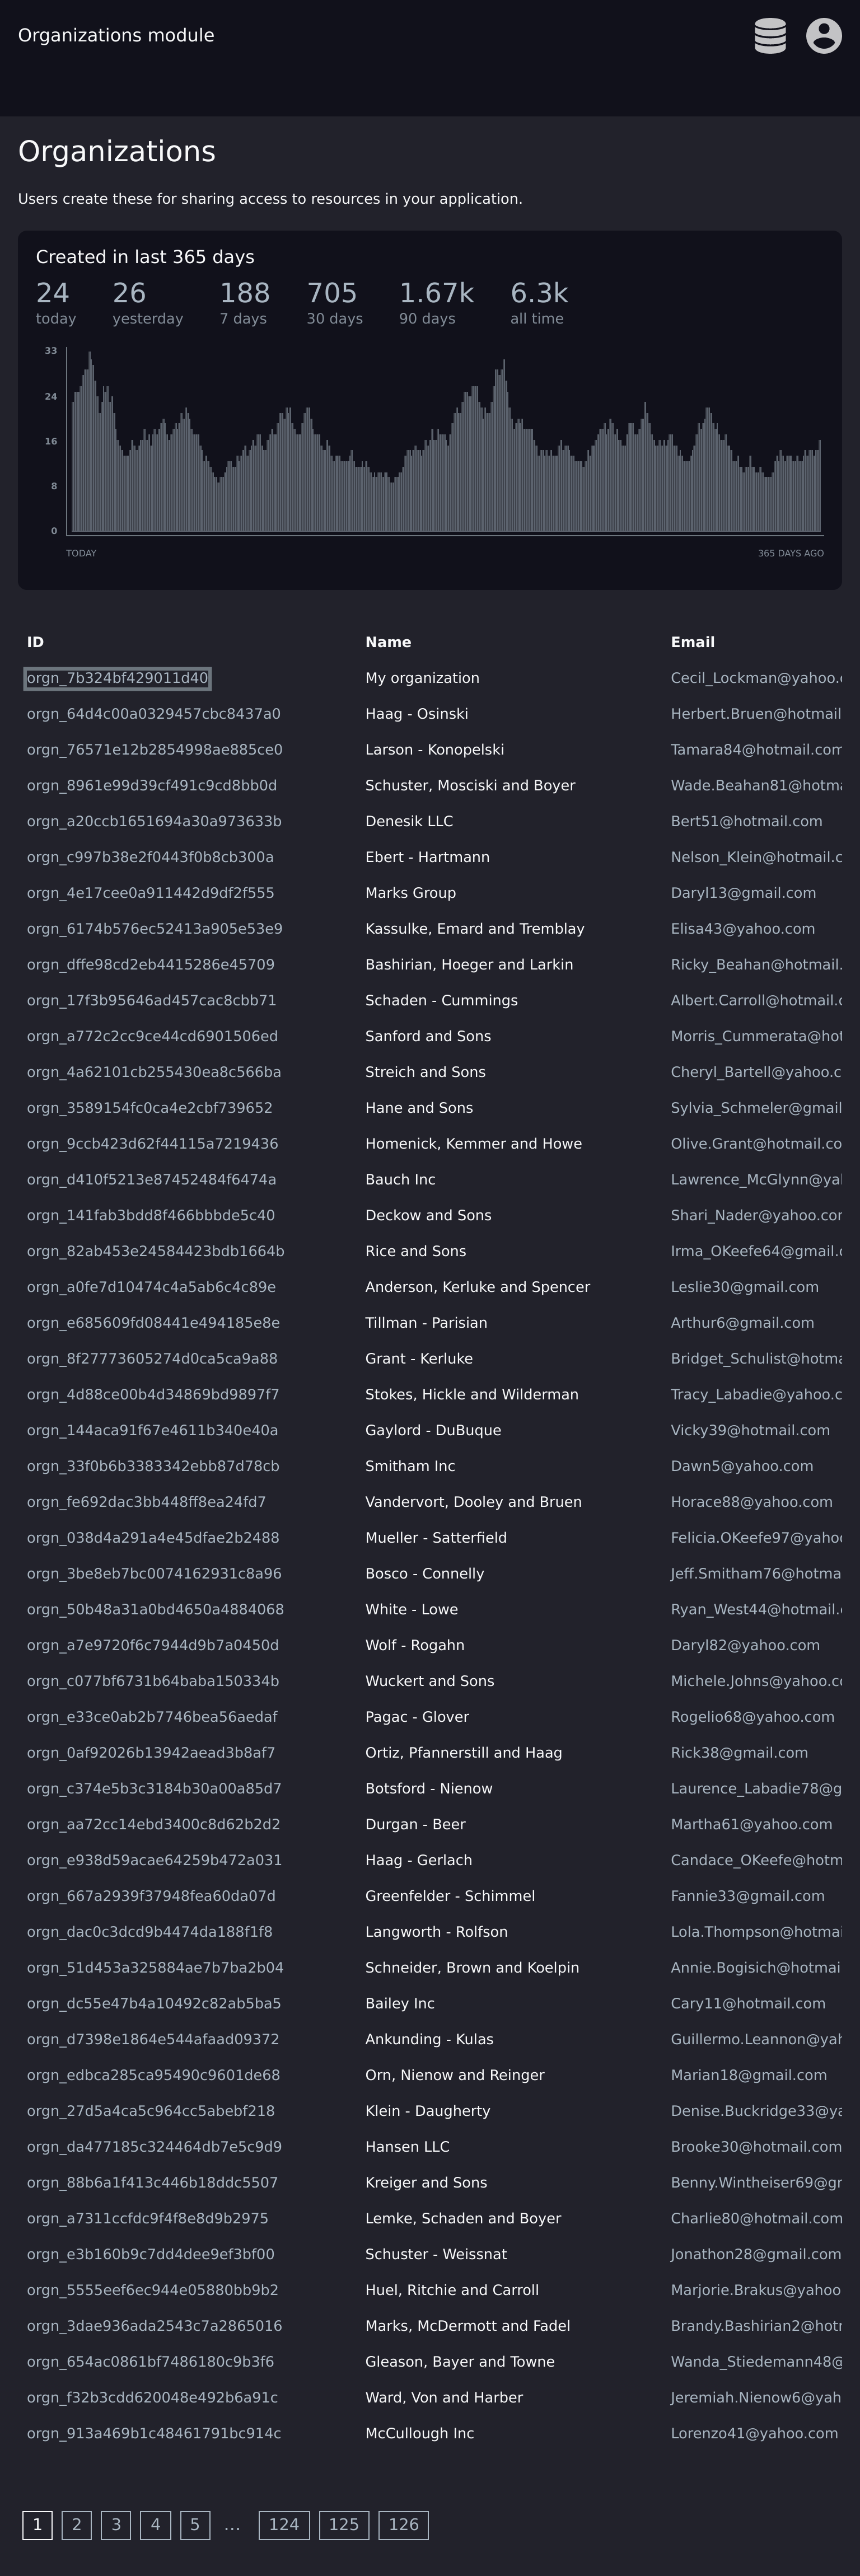 Organizations module
Organizations
Users create these for sharing access to resources in your application.
Created in last 365 days
24 26 188 705 1.67k 6.3k
today yesterday 7 days 30 days 90 days all time
33
24
16
8
0
TODAY 365 DAYS AGO
ID Name Email
orgn_7b324bf429011d40 My organization Cecil_Lockman@yahoo.
orgn_64d4c00a0329457cbc8437a0 Haag - Osinski Herbert.Bruen@hotmail
orgn_76571e12b2854998ae885ce0 Larson - Konopelski Tamara84@hotmail.com
orgn_8961e99d39cf491c9cd8bb0d Schuster, Mosciski and Boyer Wade.Beahan81@hotma
orgn_a20ccb1651694a30a973633b Denesik LLC Bert51@hotmail.com
orgn_c997b38e2f0443f0b8cb300a Ebert - Hartmann Nelson_Klein@hotmail.c
orgn_4e17cee0a911442d9df2f555 Marks Group Daryl13@gmail.com
orgn_6174b576ec52413a905e53e9 Kassulke, Emard and Tremblay Elisa43@yahoo.com
orgn_dffe98cd2eb4415286e45709 Bashirian, Hoeger and Larkin Ricky_Beahan@hotmail.
orgn_17f3b95646ad457cac8cbb71 Schaden - Cummings Albert.Carroll@hotmail.c
orgn_a772c2cc9ce44cd6901506ed Sanford and Sons Morris_Cummerata@hot
orgn_4a62101cb255430ea8c566ba Streich and Sons Cheryl_Bartell@yahoo.c
orgn_3589154fc0ca4e2cbf739652 Hane and Sons Sylvia_Schmeler@gmail
orgn_9ccb423d62f44115a7219436 Homenick, Kemmer and Howe Olive.Grant@hotmail.co
orgn_d410f5213e87452484f6474a Bauch Inc Lawrence_McGlynn@yah
orgn_141fab3bdd8f466bbbde5c40 Deckow and Sons Shari_Nader@yahoo.com
orgn_82ab453e24584423bdb1664b Rice and Sons Irma_OKeefe64@gmail.c
orgn_a0fe7d10474c4a5ab6c4c89e Anderson, Kerluke and Spencer Leslie30@gmail.com
orgn_e685609fd08441e494185e8e Tillman - Parisian Arthur6@gmail.com
orgn_8f27773605274d0ca5ca9a88 Grant - Kerluke Bridget_Schulist@hotma
orgn_4d88ce00b4d34869bd9897f7 Stokes, Hickle and Wilderman Tracy_Labadie@yahoo.c
orgn_144aca91f67e4611b340e40a Gaylord - DuBuque Vicky39@hotmail.com
orgn_33f0b6b3383342ebb87d78cb Smitham Inc Dawn5@yahoo.com
orgn_fe692dac3bb448ff8ea24fd7 Vandervort, Dooley and Bruen Horace88@yahoo.com
orgn_038d4a291a4e45dfae2b2488 Mueller - Satterfield Felicia.OKeefe97@yahoo
orgn_3be8eb7bc0074162931c8a96 Bosco - Connelly Jeff.Smitham76@hotma
orgn_50b48a31a0bd4650a4884068 White - Lowe Ryan_West44@hotmail.
orgn_a7e9720f6c7944d9b7a0450d Wolf - Rogahn Daryl82@yahoo.com
orgn_c077bf6731b64baba150334b Wuckert and Sons Michele.Johns@yahoo.co
orgn_e33ce0ab2b7746bea56aedaf Pagac - Glover Rogelio68@yahoo.com
orgn_0af92026b13942aead3b8af7 Ortiz, Pfannerstill and Haag Rick38@gmail.com
orgn_c374e5b3c3184b30a00a85d7 Botsford - Nienow Laurence_Labadie78@g
orgn_aa72cc14ebd3400c8d62b2d2 Durgan - Beer Martha61@yahoo.com
orgn_e938d59acae64259b472a031 Haag - Gerlach Candace_OKeefe@hotm
orgn_667a2939f37948fea60da07d Greenfelder - Schimmel Fannie33@gmail.com
orgn_dac0c3dcd9b4474da188f1f8 Langworth - Rolfson Lola.Thompson@hotmai
orgn_51d453a325884ae7b7ba2b04 Schneider, Brown and Koelpin Annie.Bogisich@hotmai
orgn_dc55e47b4a10492c82ab5ba5 Bailey Inc Cary11@hotmail.com
orgn_d7398e1864e544afaad09372 Ankunding - Kulas Guillermo.Leannon@yah
orgn_edbca285ca95490c9601de68 Orn, Nienow and Reinger Marian18@gmail.com
orgn_27d5a4ca5c964cc5abebf218 Klein - Daugherty Denise.Buckridge33@ya
orgn_da477185c324464db7e5c9d9 Hansen LLC Brooke30@hotmail.com
orgn_88b6a1f413c446b18ddc5507 Kreiger and Sons Benny.Wintheiser69@gm
orgn_a7311ccfdc9f4f8e8d9b2975 Lemke, Schaden and Boyer Charlie80@hotmail.com
orgn_e3b160b9c7dd4dee9ef3bf00 Schuster - Weissnat Jonathon28@gmail.com
orgn_5555eef6ec944e05880bb9b2 Huel, Ritchie and Carroll Marjorie.Brakus@yahoo
orgn_3dae936ada2543c7a2865016 Marks, McDermott and Fadel Brandy.Bashirian2@hotm
orgn_654ac0861bf7486180c9b3f6 Gleason, Bayer and Towne Wanda_Stiedemann48@
orgn_f32b3cdd620048e492b6a91c Ward, Von and Harber Jeremiah.Nienow6@yah
orgn_913a469b1c48461791bc914c McCullough Inc Lorenzo41@yahoo.com
1 2 3 4 5 ... 124 125 126